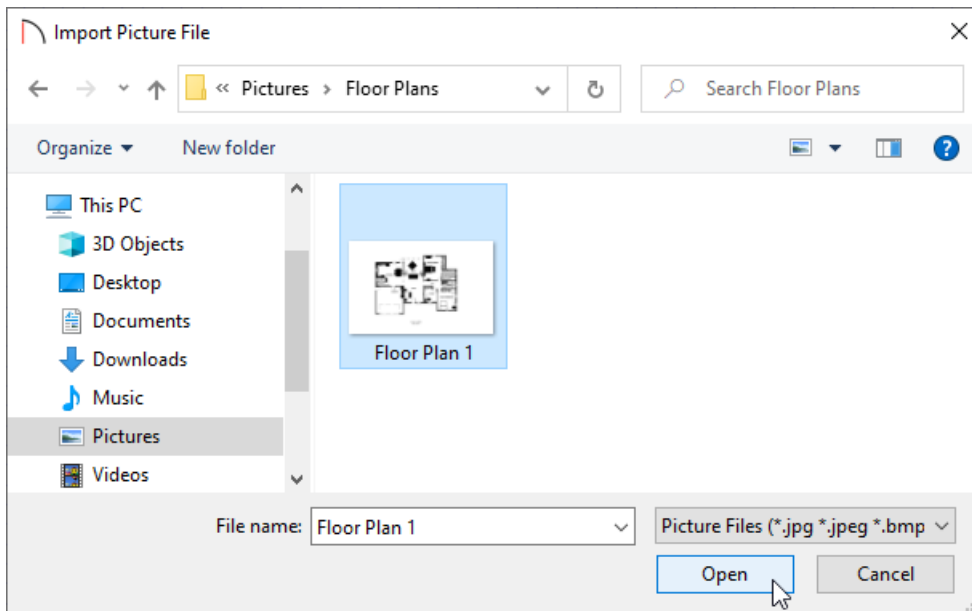 Import Picture File
« Pictures › Floor Plans
Search Floor Plans
Organize
New folder
?
This PC
3D Objects
Desktop
Documents
Downloads
Music
Pictures
Videos
Floor Plan 1
File name: Floor Plan 1
Picture Files (*.jpg *.jpeg *.bmp
Open
Cancel